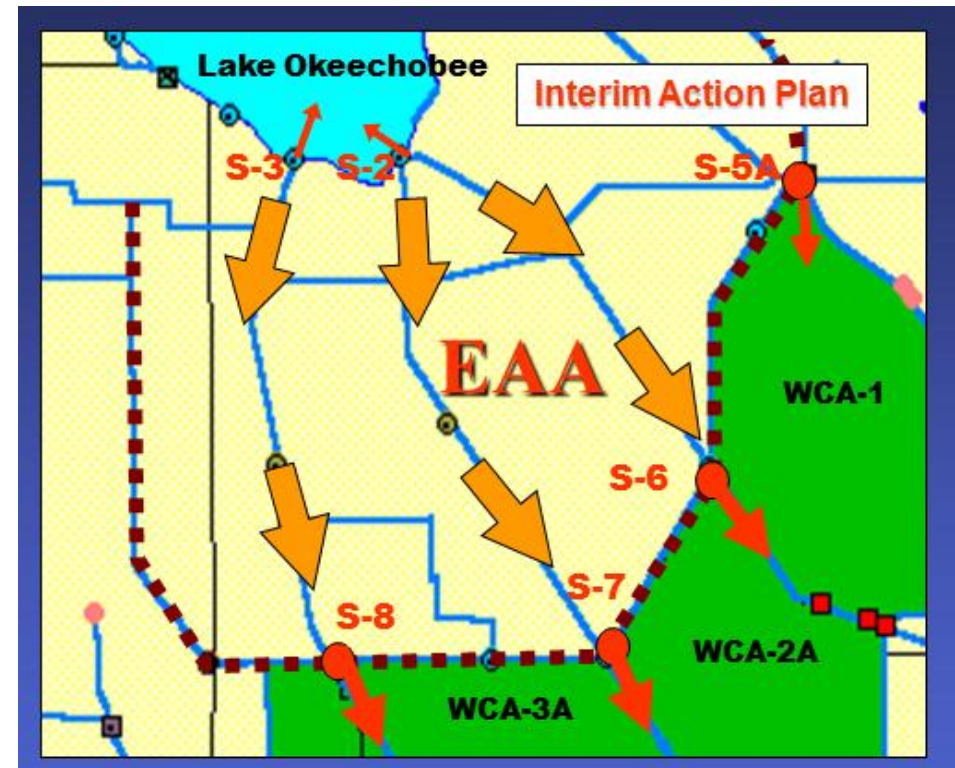 Lake Okeechobee
Interim Action Plan
S-3
S-2
S-5A
EAA
WCA-1
S-6
S-7
S-8
WCA-2A
WCA-3A